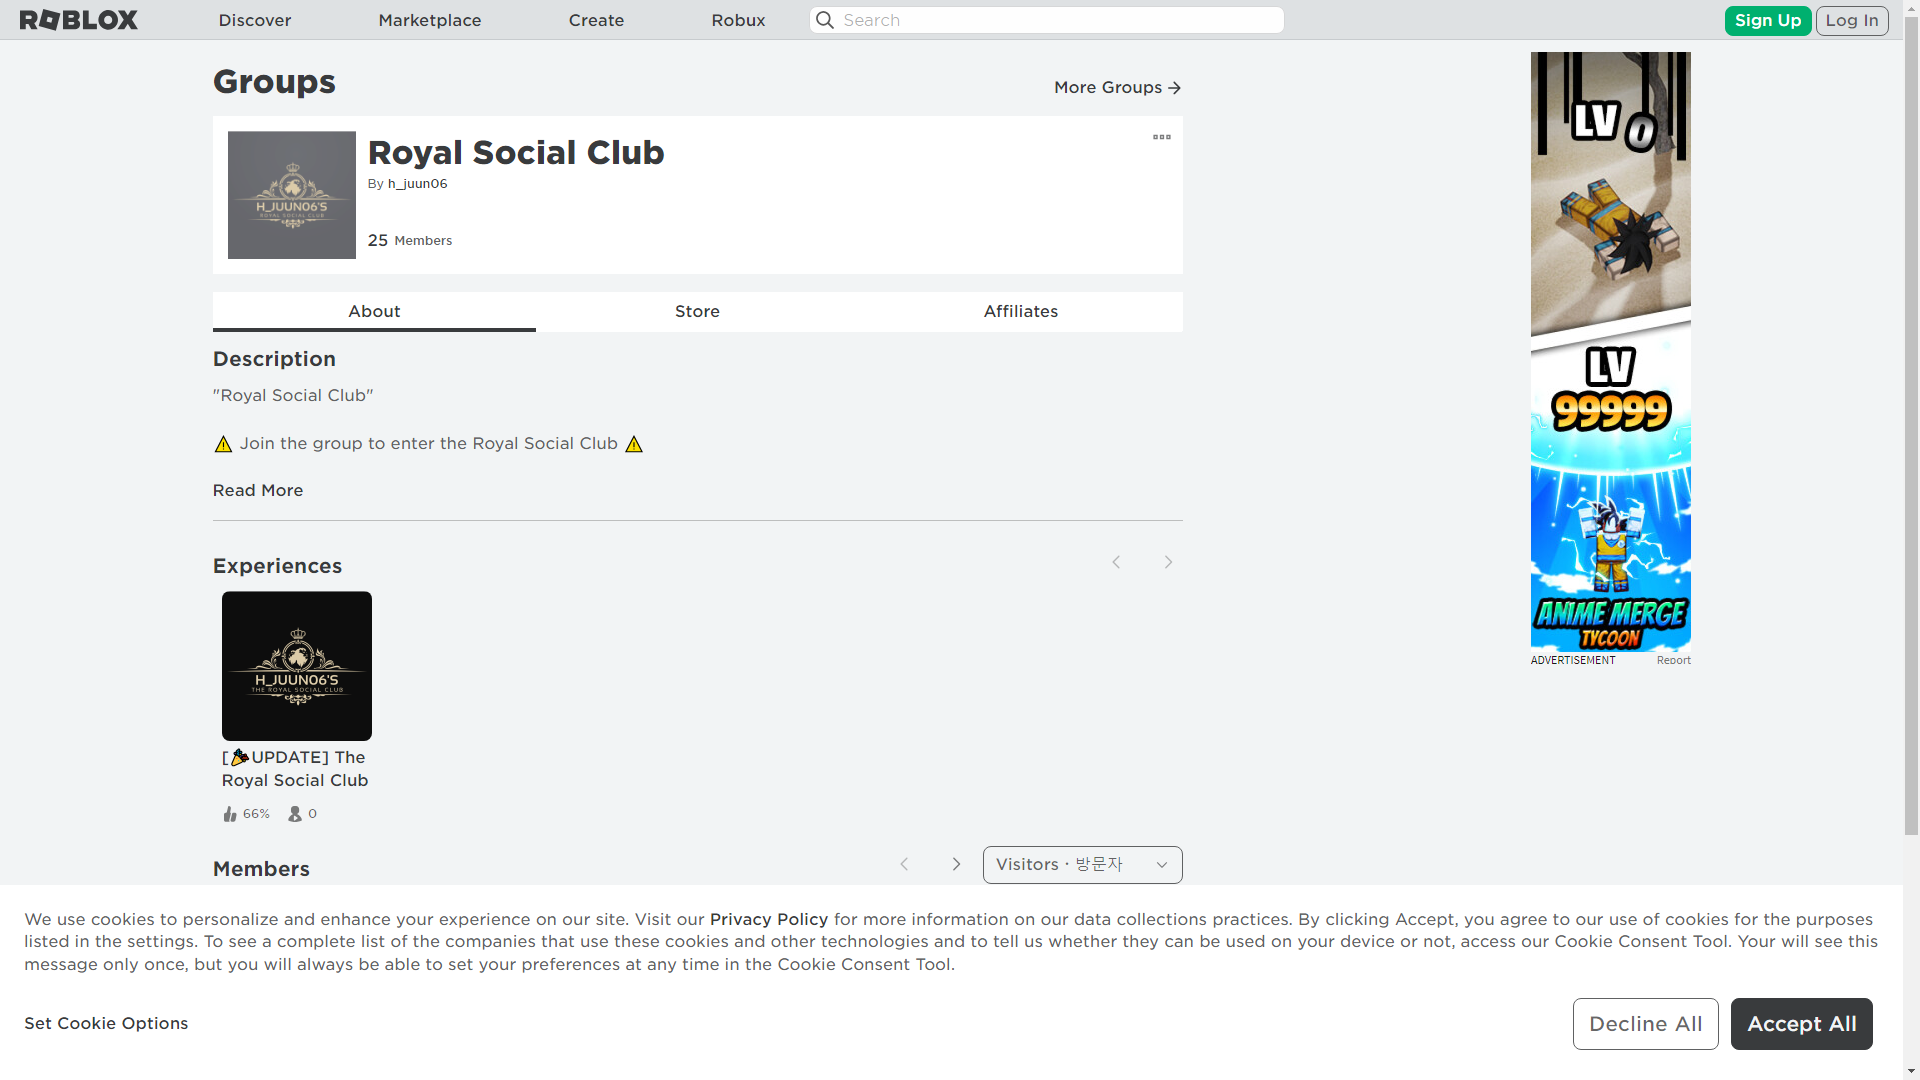 ROBLOX
Discover
Marketplace
Create
Robux
Search
Sign Up
Log In
Groups
More Groups
Royal Social Club
By h_juun06
25 Members
H_JUUN06'S
ROYAL SOCIAL CLUB
About
Store
Affiliates
Description
"Royal Social Club"
⚠ Join the group to enter the Royal Social Club ⚠
Read More
Experiences
H_JUUN06'S
THE ROYAL SOCIAL CLUB
[🎉UPDATE] The
Royal Social Club
66% 0
Members
Visitors · 방문자
LV 0
LV
99999
ANIME MERGE
TYCOON
ADVERTISEMENT
Report
We use cookies to personalize and enhance your experience on our site. Visit our Privacy Policy for more information on our data collections practices. By clicking Accept, you agree to our use of cookies for the purposes
listed in the settings. To see a complete list of the companies that use these cookies and other technologies and to tell us whether they can be used on your device or not, access our Cookie Consent Tool. Your will see this
message only once, but you will always be able to set your preferences at any time in the Cookie Consent Tool.
Set Cookie Options
Decline All
Accept All